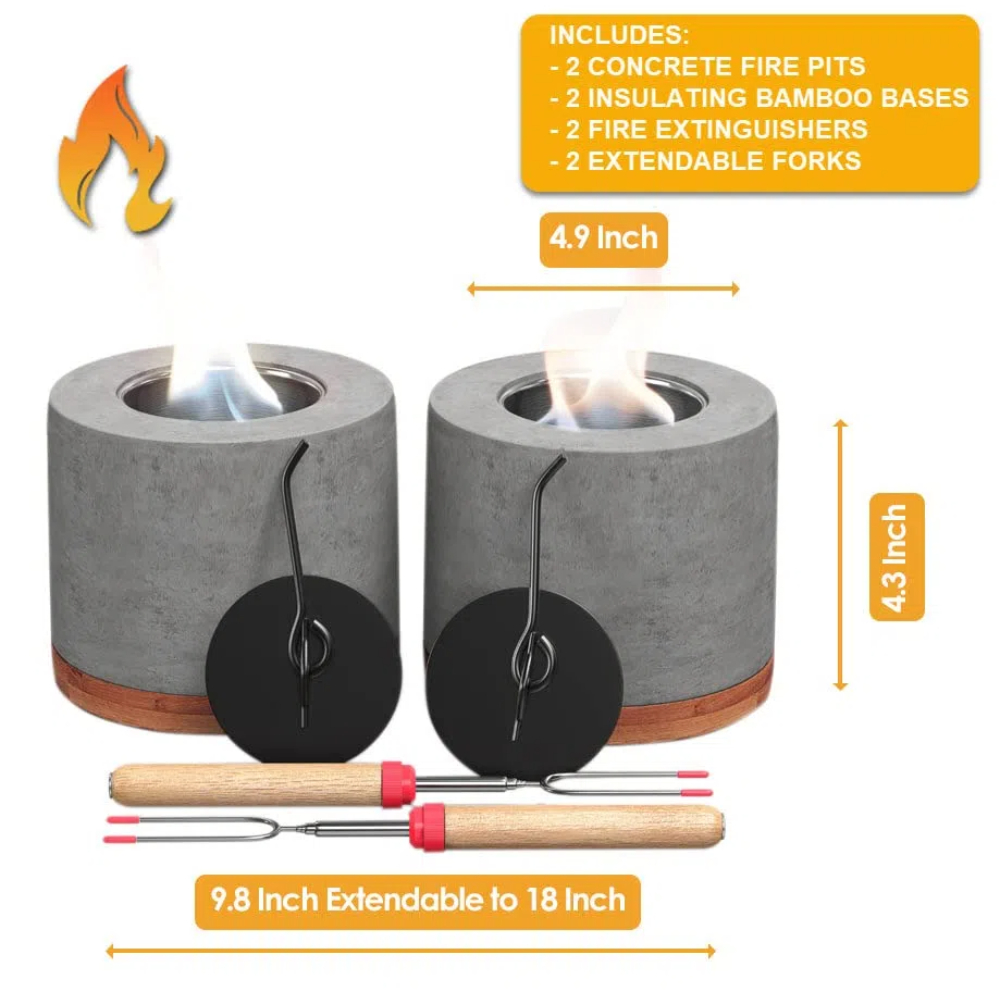 INCLUDES:
- 2 CONCRETE FIRE PITS
- 2 INSULATING BAMBOO BASES
- 2 FIRE EXTINGUISHERS
- 2 EXTENDABLE FORKS
4.9 Inch
4.3 Inch
9.8 Inch Extendable to 18 Inch